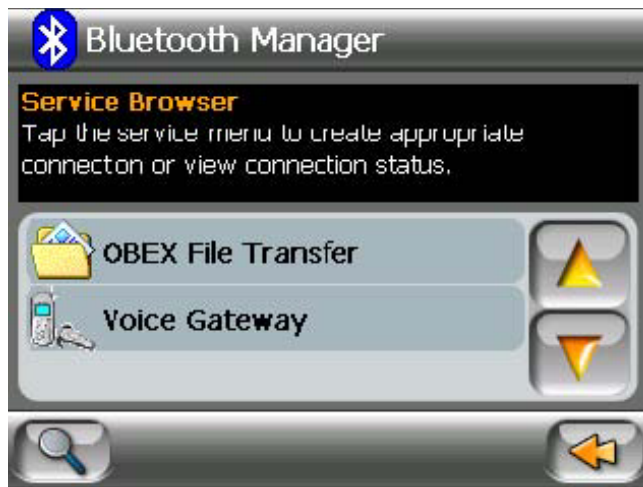 Bluetooth Manager
Service Browser
Tap the service menu to create appropriate
connecton or view connection status.
OBEX File Transfer
Voice Gateway